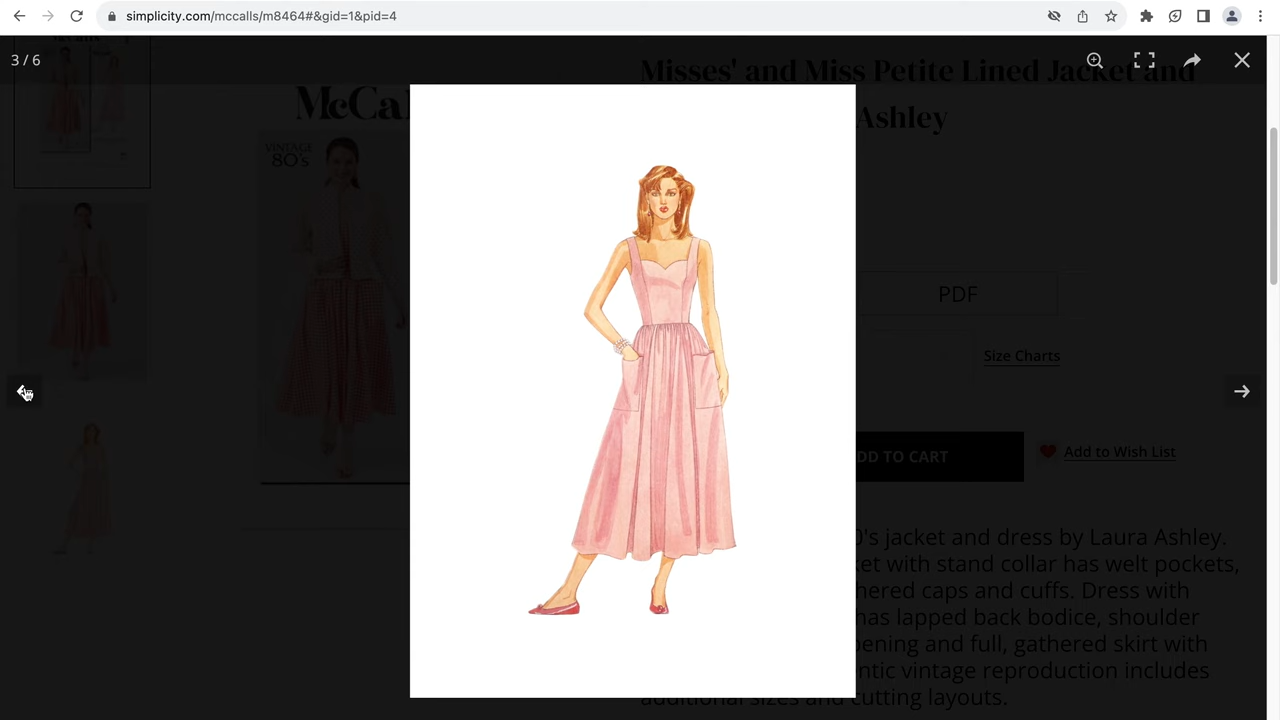 simplicity.com/mccalls/m8464#&gid=1&pid=4
3 / 6
Misses' and Miss Petite Lined Jacket and
Ashley
McCa
VINTAGE
80's
PDF
Size Charts
DD TO CART
Add to Wish List
0's jacket and dress by Laura Ashley.
ket with stand collar has welt pockets,
hered caps and cuffs. Dress with
has lapped back bodice, shoulder
pening and full, gathered skirt with
ntic vintage reproduction includes
additional sizes and cutting layouts.